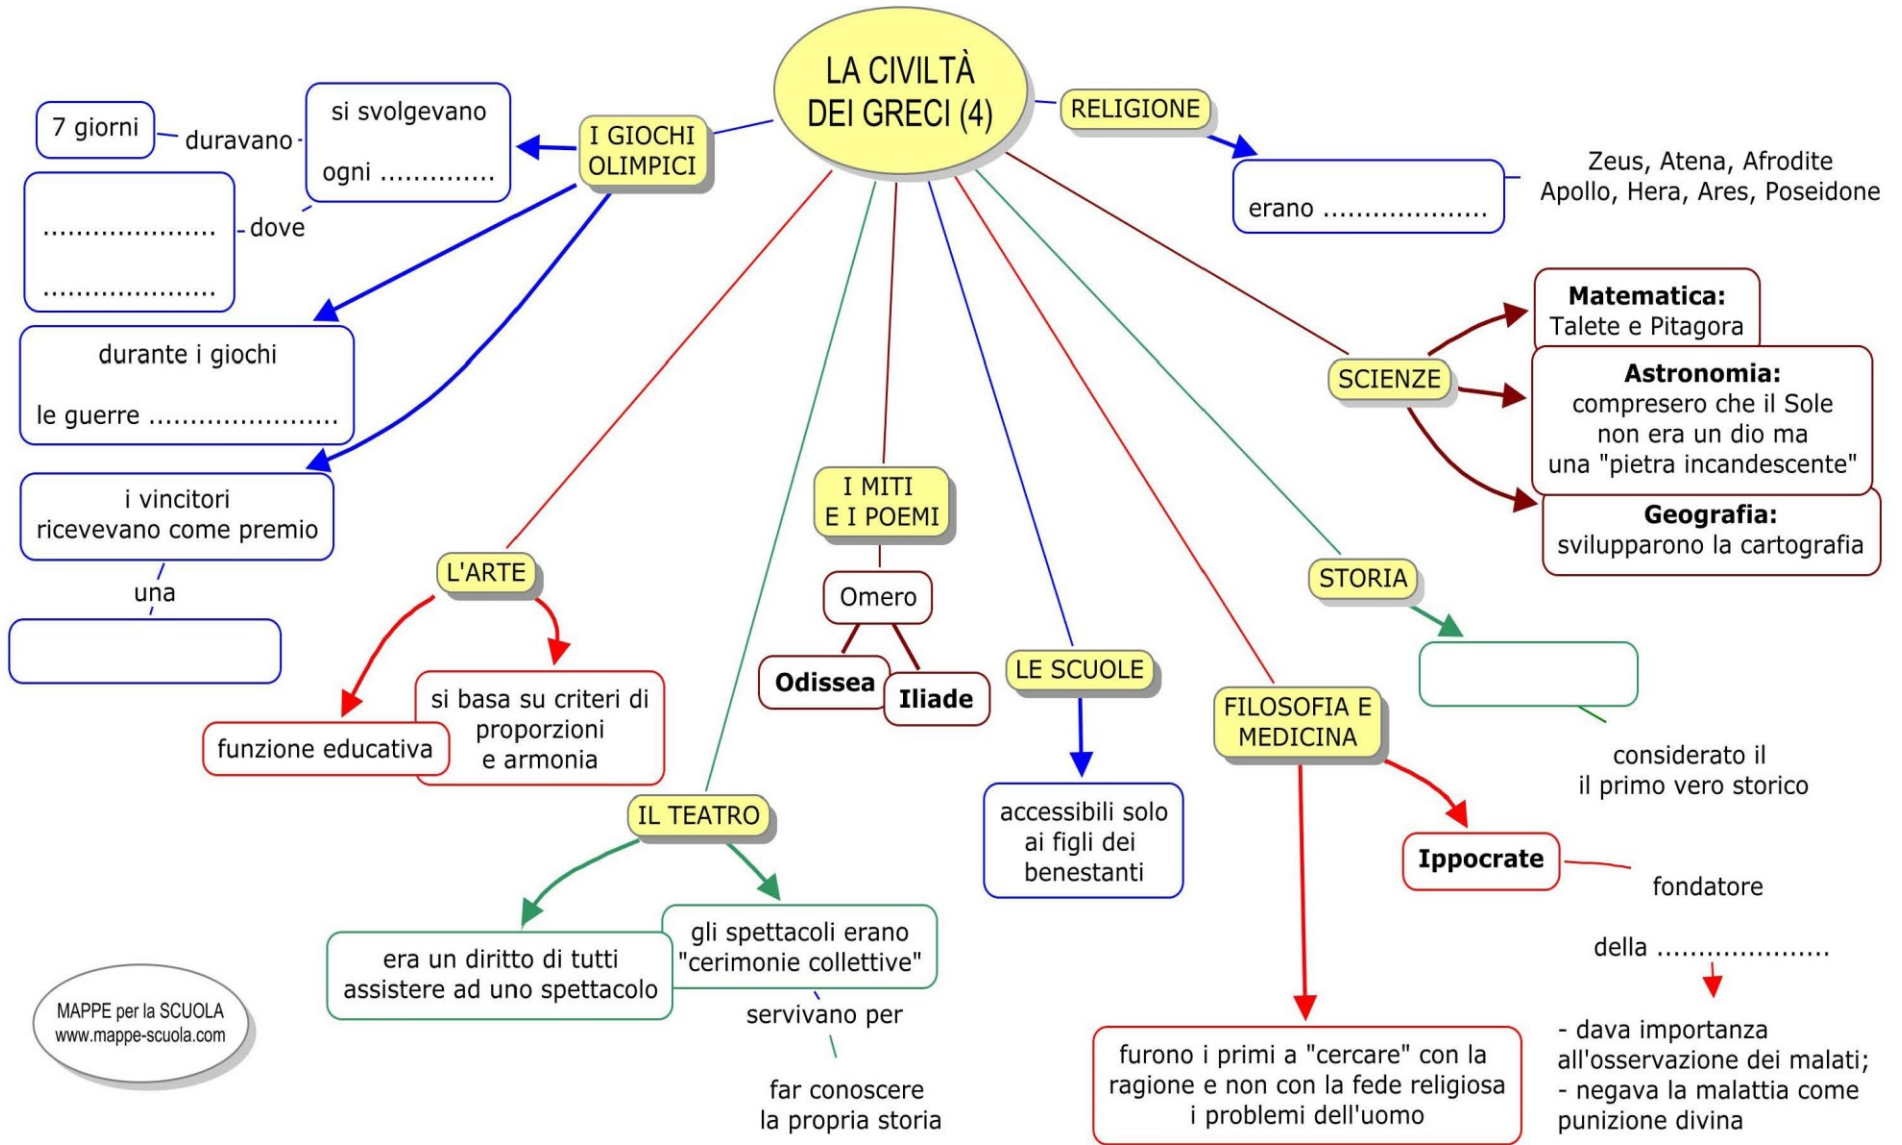 LA CIVILTÀ
DEI GRECI (4)
I GIOCHI
OLIMPICI
si svolgevano
ogni ..............
duravano
7 giorni
dove
.....................
.....................
durante i giochi
le guerre .......................
i vincitori
ricevevano come premio
una
L'ARTE
funzione educativa
si basa su criteri di
proporzioni
e armonia
IL TEATRO
era un diritto di tutti
assistere ad uno spettacolo
gli spettacoli erano
"cerimonie collettive"
servivano per
far conoscere
la propria storia
I MITI
E I POEMI
Omero
Odissea
Iliade
LE SCUOLE
accessibili solo
ai figli dei
benestanti
FILOSOFIA E
MEDICINA
furono i primi a "cercare" con la
ragione e non con la fede religiosa
i problemi dell'uomo
Ippocrate
fondatore
della .....................
- dava importanza
all'osservazione dei malati;
- negava la malattia come
punizione divina
STORIA
considerato il
il primo vero storico
SCIENZE
Matematica:
Talete e Pitagora
Astronomia:
compresero che il Sole
non era un dio ma
una "pietra incandescente"
Geografia:
svilupparono la cartografia
RELIGIONE
erano ....................
Zeus, Atena, Afrodite
Apollo, Hera, Ares, Poseidone
MAPPE per la SCUOLA
www.mappe-scuola.com